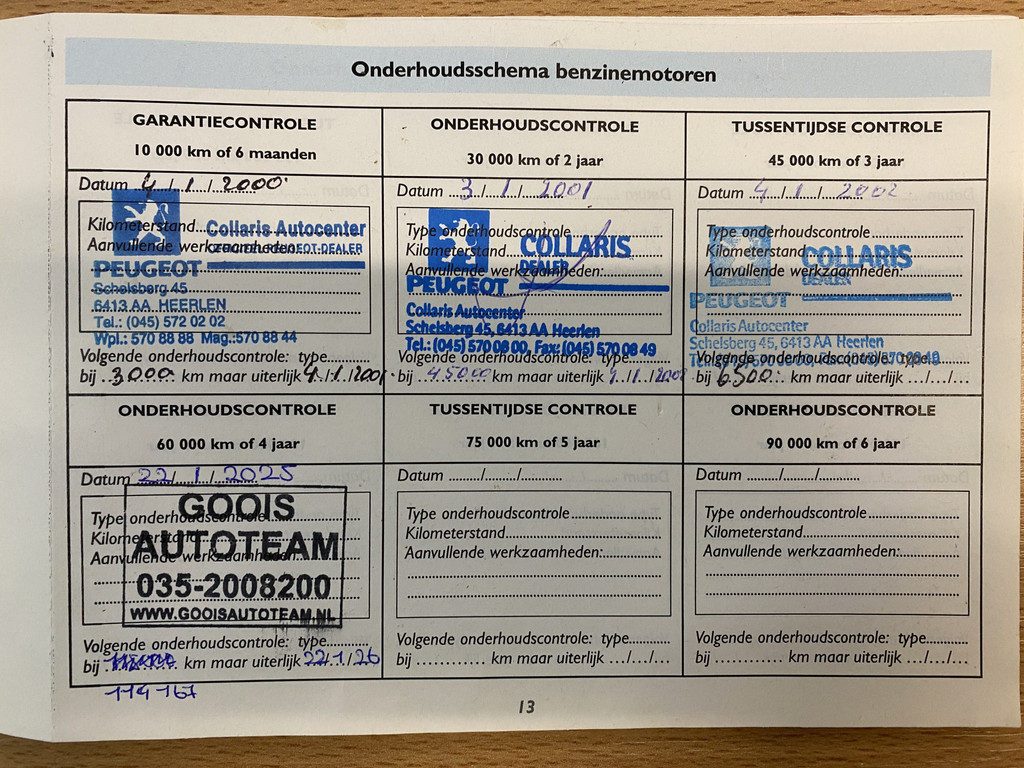 Onderhoudsschema benzinemotoren
GARANTIECONTROLE
10 000 km of 6 maanden
Datum 4/1/2000
Kilometerstand
Aanvullende werkzaamheden
Collaris Autocenter
PEUGEOT-DEALER
PEUGEOT
Schelsberg 45
6413 AA HEERLEN
Tel.: (045) 572 02 02
Wpl.: 570 88 88 Mag.:570 88 44
Volgende onderhoudscontrole: type
bij 3000 km maar uiterlijk 4/1/2001
ONDERHOUDSCONTROLE
30 000 km of 2 jaar
Datum 3/1/2001
Type onderhoudscontrole
Kilometerstand
Aanvullende werkzaamheden:
COLLARIS
DEALER
PEUGEOT
Collaris Autocenter
Schelsberg 45, 6413 AA Heerlen
Tel.: (045) 570 08 00, Fax: (045) 570 08 49
Volgende onderhoudscontrole: type
bij 45000 km maar uiterlijk /1/2002
TUSSENTIJDSE CONTROLE
45 000 km of 3 jaar
Datum 4/1/2002
Type onderhoudscontrole
Kilometerstand
Aanvullende werkzaamheden:
COLLARIS
DEALER
PEUGEOT
Collaris Autocenter
Schelsberg 45, 6413 AA Heerlen
Volgende onderhoudscontrole: type
bij 6500 km maar uiterlijk .../.../...
ONDERHOUDSCONTROLE
60 000 km of 4 jaar
Datum 22/1/2025
Type onderhoudscontrole
Kilometerstand
Aanvullende werkzaamheden
GOOIS
AUTOTEAM
035-2008200
WWW.GOOISAUTOTEAM.NL
Volgende onderhoudscontrole: type
bij km maar uiterlijk 22/1/26
114 167
TUSSENTIJDSE CONTROLE
75 000 km of 5 jaar
Datum ........./......./............
Type onderhoudscontrole
Kilometerstand
Aanvullende werkzaamheden:
Volgende onderhoudscontrole: type
bij ............ km maar uiterlijk .../.../...
ONDERHOUDSCONTROLE
90 000 km of 6 jaar
Datum ........./......./............
Type onderhoudscontrole
Kilometerstand
Aanvullende werkzaamheden:
Volgende onderhoudscontrole: type
bij ............ km maar uiterlijk .../.../...
13